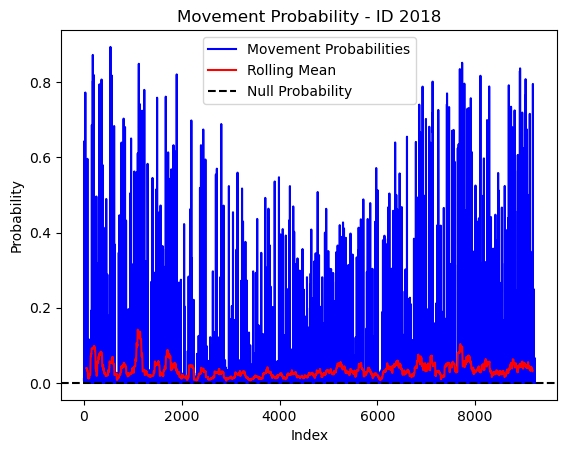 Movement Probability - ID 2018
Movement Probabilities
Rolling Mean
Null Probability
Probability
0.8
0.6
0.4
0.2
0.0
0
2000
4000
6000
8000
Index